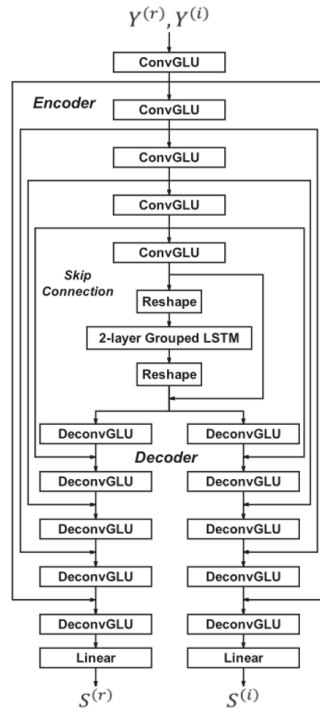 Y^{(r)}, Y^{(i)}
ConvGLU
Encoder
ConvGLU
ConvGLU
ConvGLU
ConvGLU
Skip
Connection
Reshape
2-layer Grouped LSTM
Reshape
DeconvGLU DeconvGLU
Decoder
DeconvGLU DeconvGLU
DeconvGLU DeconvGLU
DeconvGLU DeconvGLU
DeconvGLU DeconvGLU
Linear Linear
S^{(r)} S^{(i)}